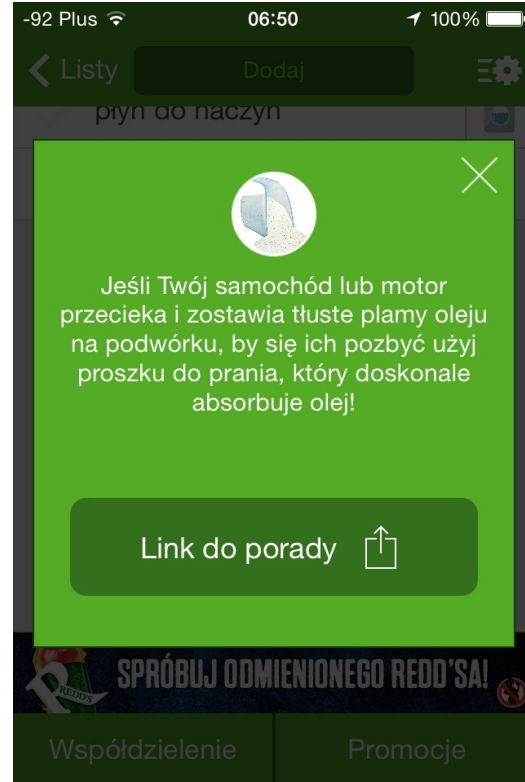 -92 Plus 06:50 100%
Listy Dodaj
płyn do naczyń
Jeśli Twój samochód lub motor
przecieka i zostawia tłuste plamy oleju
na podwórku, by się ich pozbyć użyj
proszku do prania, który doskonale
absorbuje olej!
Link do porady
REDD'S SPRÓBUJ ODMIENIONEGO REDD'SA!
Współdzielenie Promocje